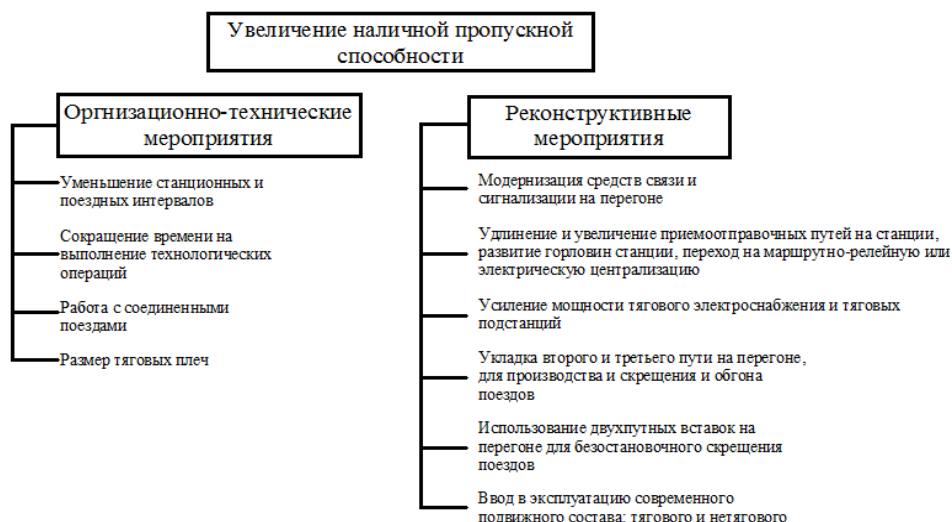 Увеличение наличной пропускной
способности
Оргнизационно-технические
мероприятия
Уменьшение станционных и
поездных интервалов
Сокращение времени на
выполнение технологических
операций
Работа с соединенными
поездами
Размер тяговых плеч
Реконструктивные
мероприятия
Модернизация средств связи и
сигнализации на перегоне
Удлинение и увеличение приемоотправочных путей на станции,
развитие горловин станции, переход на маршрутно-релейную или
электрическую централизацию
Усиление мощности тягового электроснабжения и тяговых
подстанций
Укладка второго и третьего пути на перегоне,
для производства и скрещения и обгона
поездов
Использование двухпутных вставок на
перегоне для безостановочного скрещения
поездов
Ввод в эксплуатацию современного
подвижного состава: тягового и нетягового